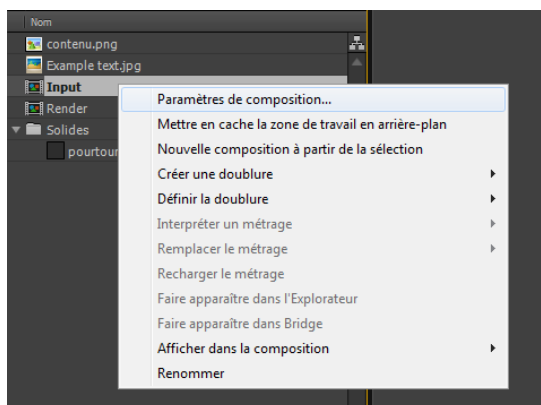 Nom
contenu.png
Example text.jpg
Input
Render
Solides
pourtour
Paramètres de composition...
Mettre en cache la zone de travail en arrière-plan
Nouvelle composition à partir de la sélection
Créer une doublure
Définir la doublure
Interpréter un métrage
Remplacer le métrage
Recharger le métrage
Faire apparaître dans l'Explorateur
Faire apparaître dans Bridge
Afficher dans la composition
Renommer